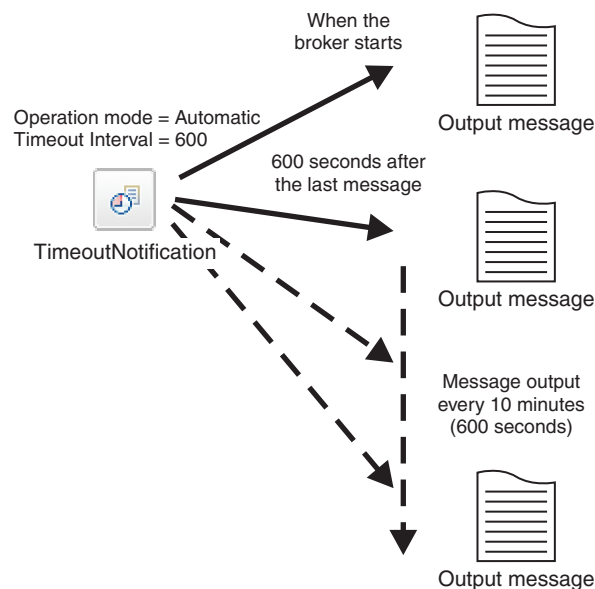 When the
broker starts
Output message
Operation mode = Automatic
Timeout Interval = 600
TimeoutNotification
600 seconds after
the last message
Output message
Message output
every 10 minutes
(600 seconds)
Output message